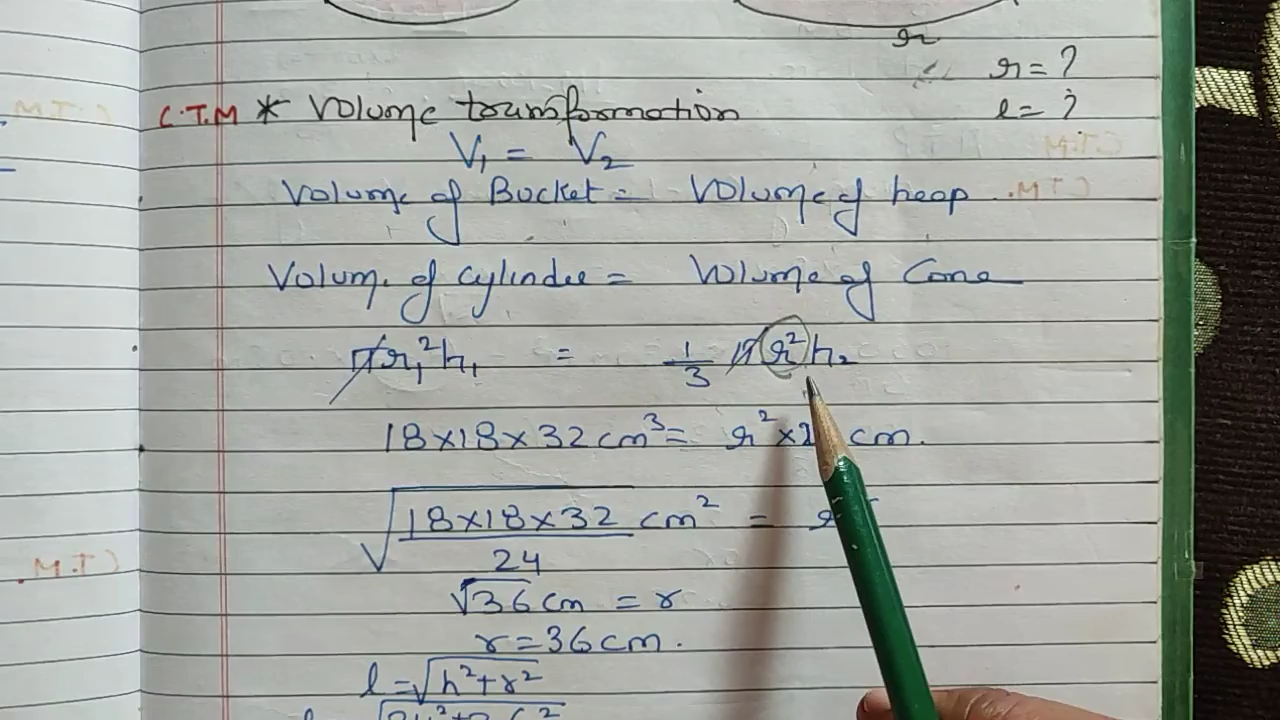 r
r = ?
l = ?
C.T.M * Volume transformation
V₁ = V₂
Volume of Bucket = Volume of heap
Volum. of Cylinder = Volume of Cone
πr₁²h₁ = 1/3 πr²h₂
18×18×32 cm³ = r²×2 cm.
√(18×18×32/24) cm² = r
√36 cm = r
r = 36 cm.
l = √(h²+r²)